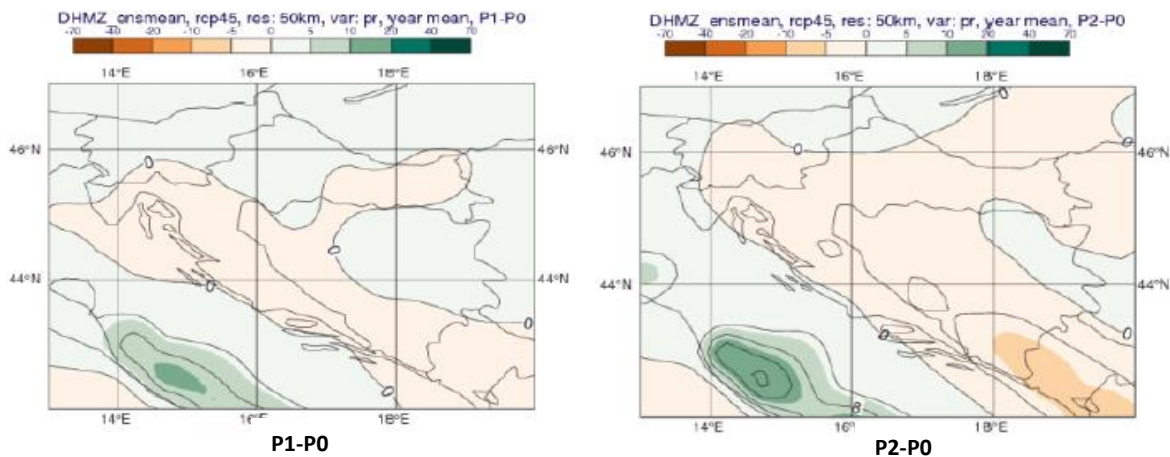 DHMZ_ensmean, rcp45, res: 50km, var: pr, year mean, P1-P0
-70 -40 -20 -10 -5 0 5 10 20 40 70
14°E 16°E 18°E
46°N 46°N
44°N 44°N
0 0 0 0 0
14°E 16°E 18°E
P1-P0
DHMZ_ensmean, rcp45, res: 50km, var: pr, year mean, P2-P0
-70 -40 -20 -10 -5 0 5 10 20 40 70
14°E 16°E 18°E
46°N 46°N
44°N 44°N
0 0 0 0 0 8
14°E 16°E 18°E
P2-P0